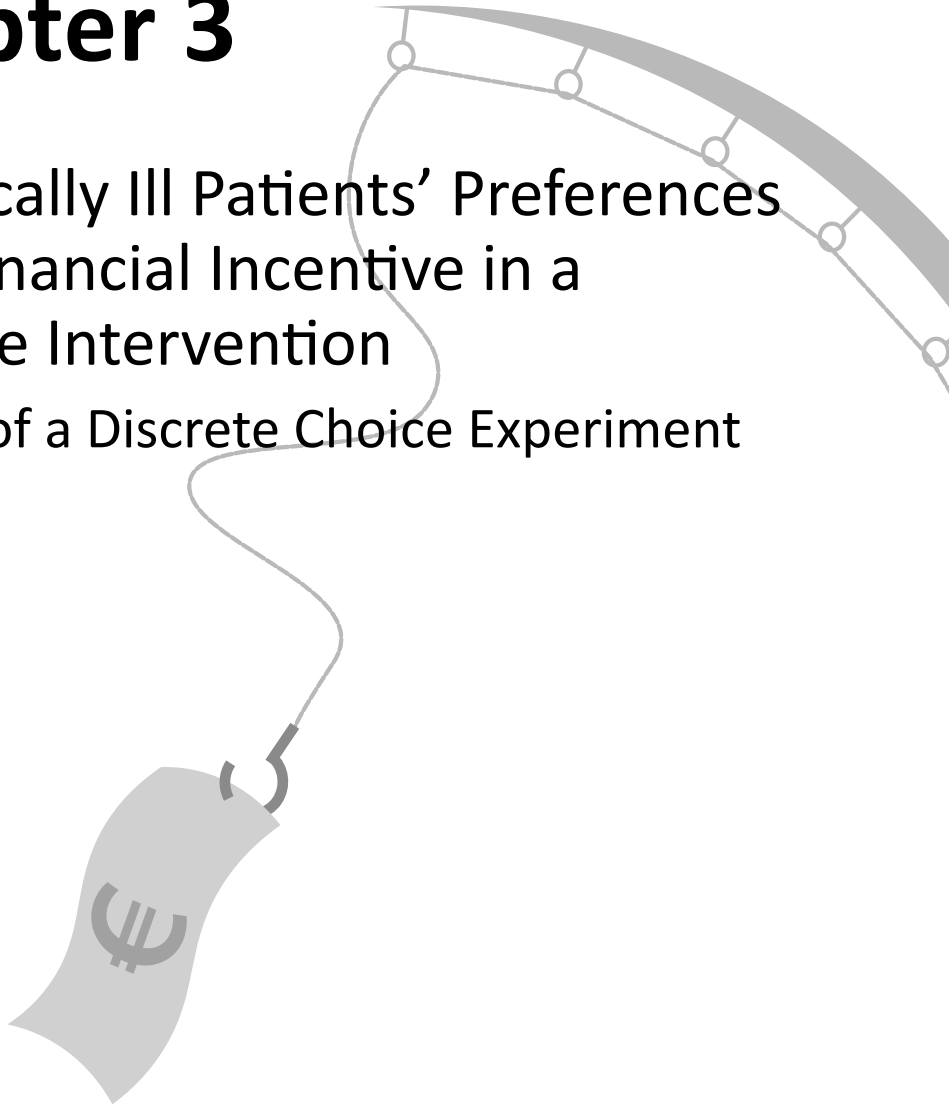 pter 3
cally Ill Patients’ Preferences
nancial Incentive in a
e Intervention
of a Discrete Choice Experiment
€